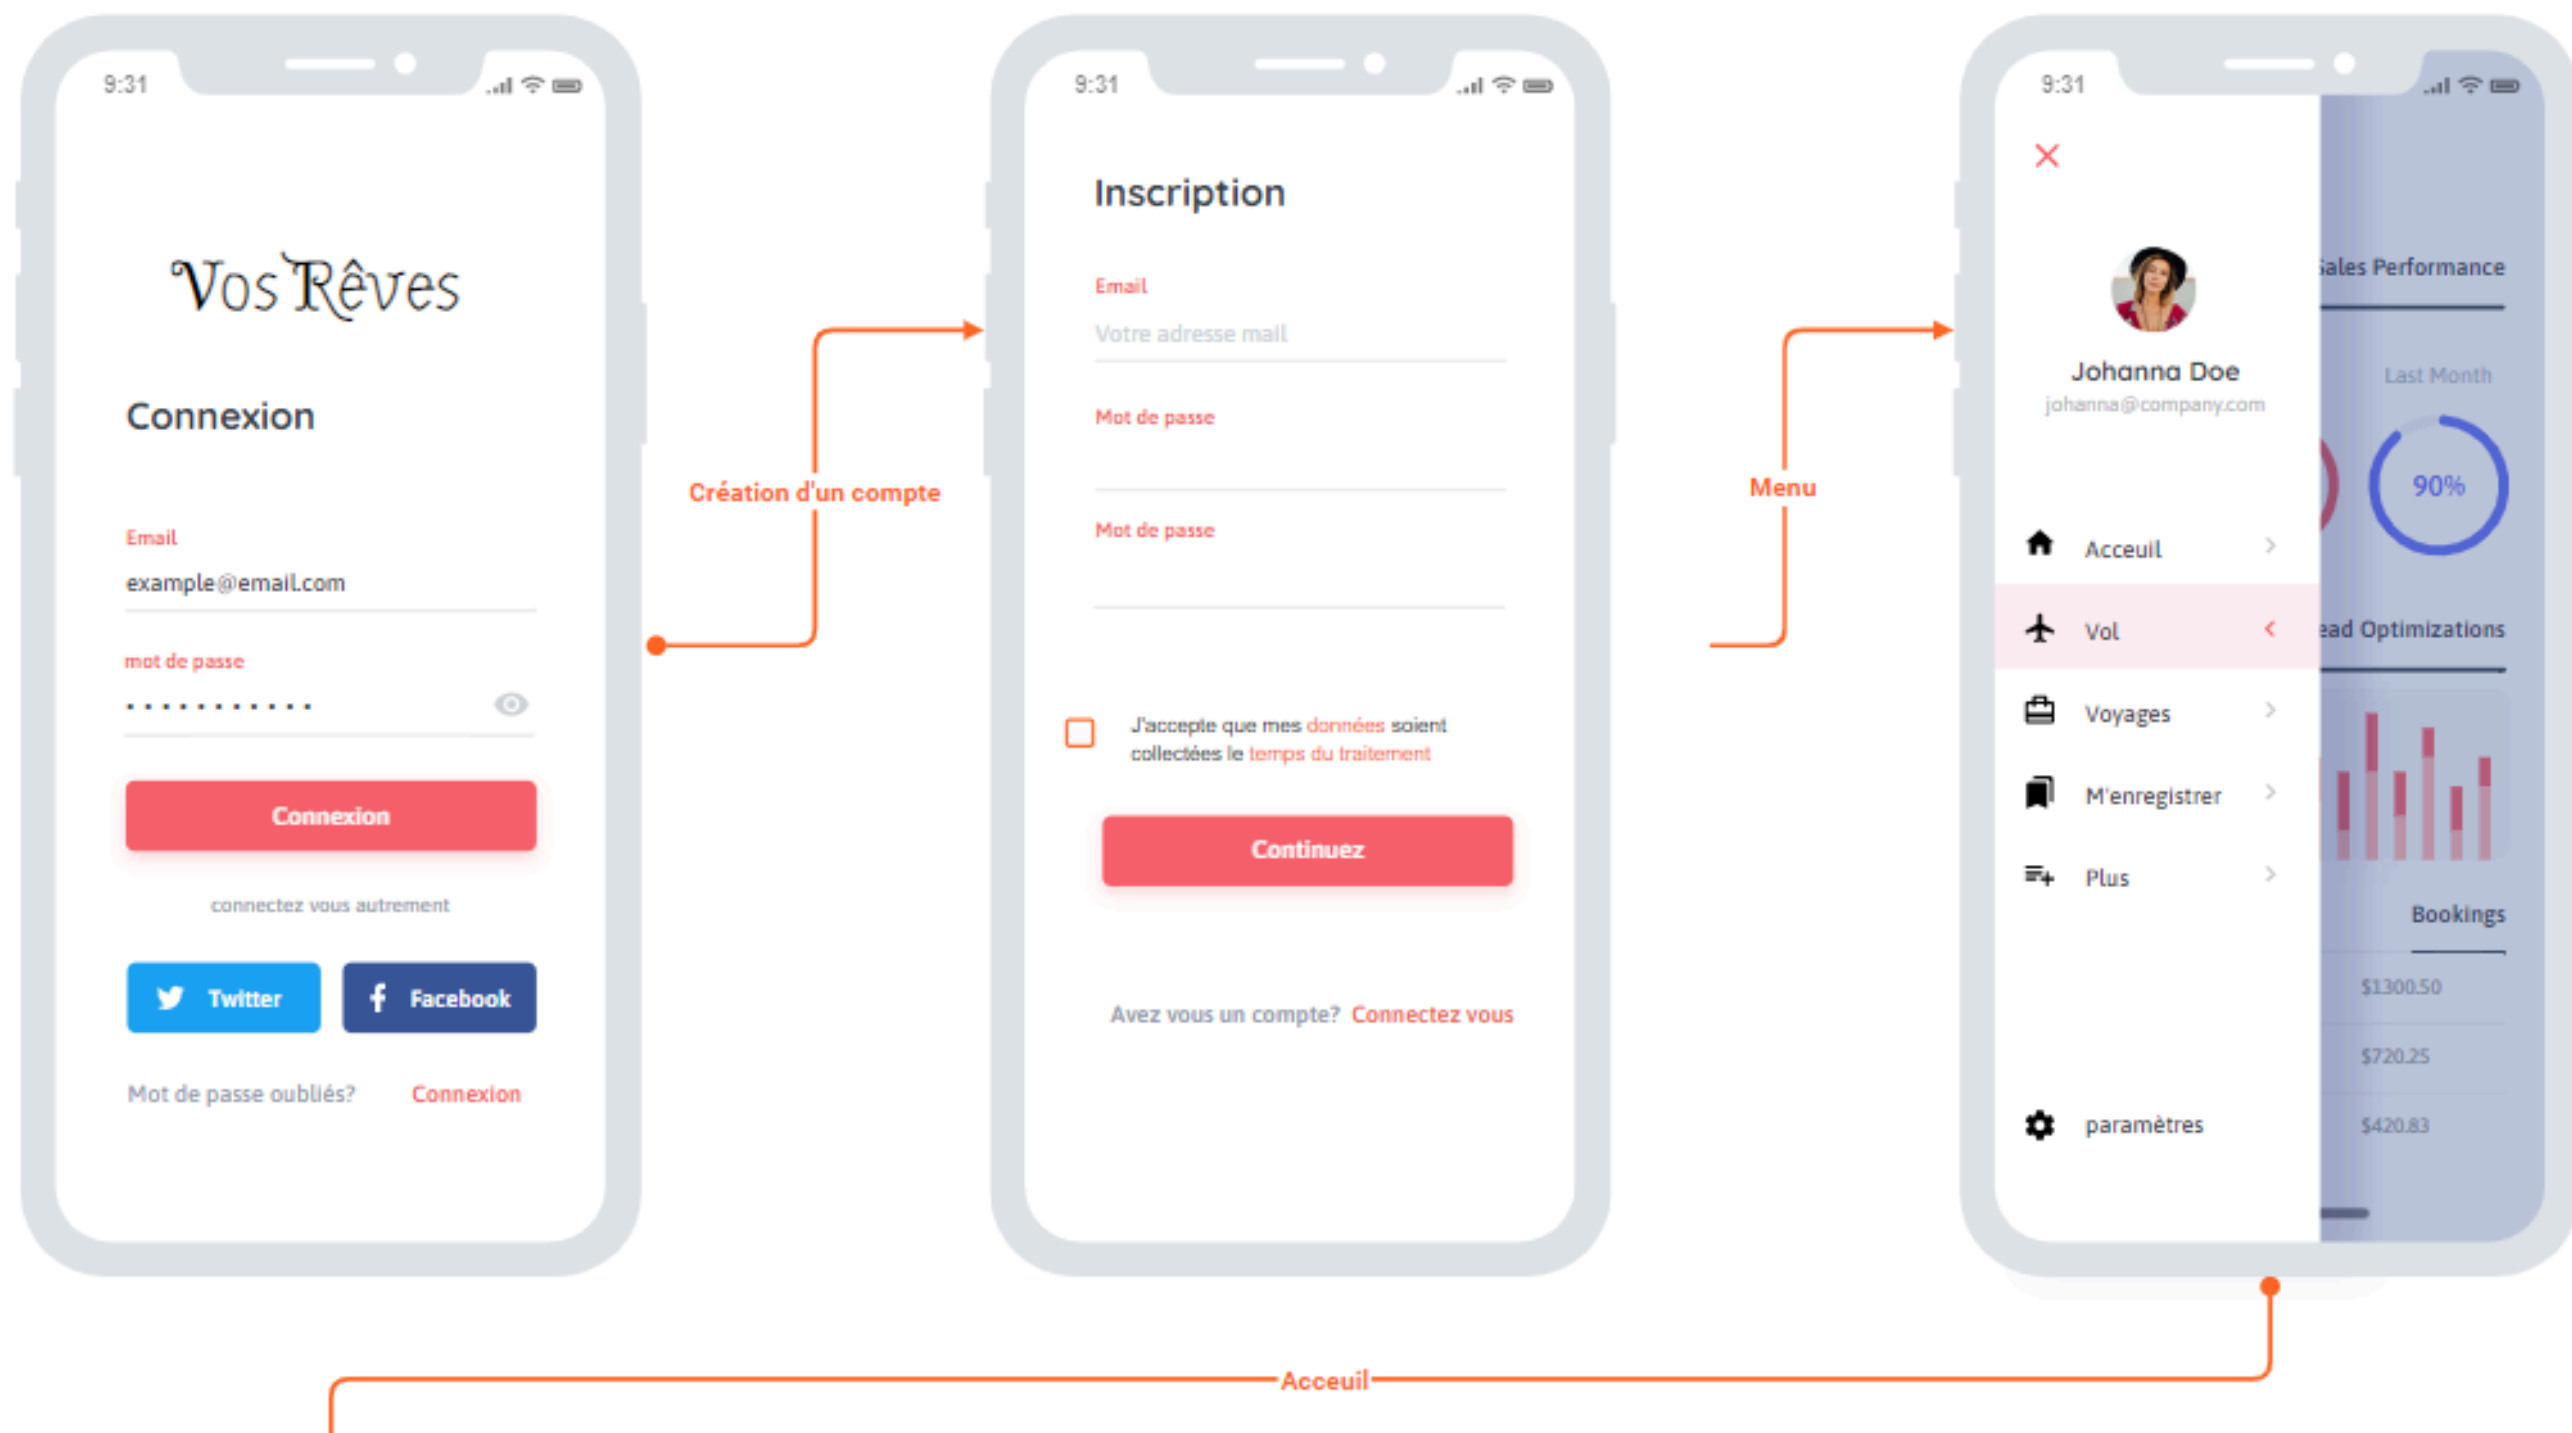 9:31
Vos Rêves
Connexion
Email
example@email.com
mot de passe
Connexion
connectez vous autrement
Twitter
Facebook
Mot de passe oubliés? Connexion
Création d'un compte
9:31
Inscription
Email
Votre adresse mail
Mot de passe
Mot de passe
J'accepte que mes données soient
collectées le temps du traitement
Continuez
Avez vous un compte? Connectez vous
Menu
9:31
Johanna Doe
johanna@company.com
Acceuil
Vol
Voyages
M'enregistrer
Plus
paramètres
ales Performance
Last Month
90%
ead Optimizations
Bookings
$1300.50
$720.25
$420.83
Acceuil